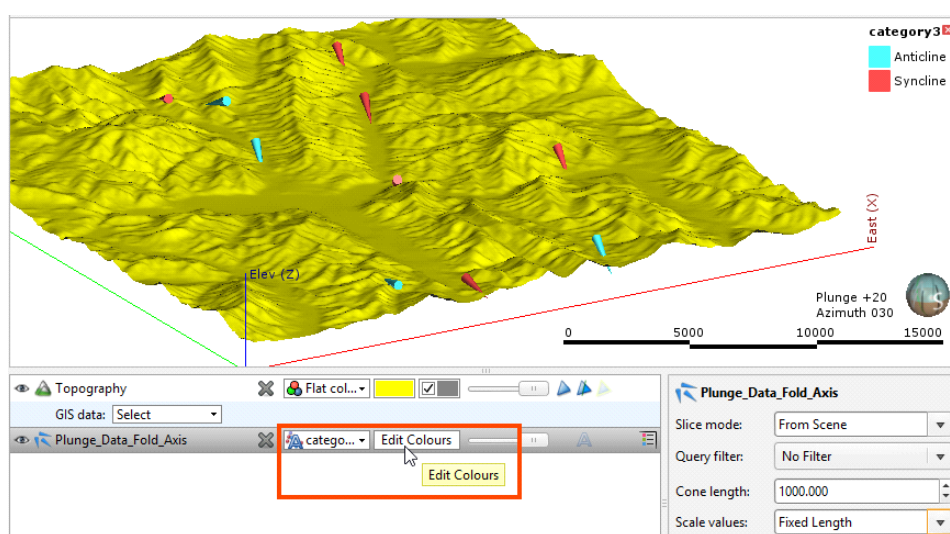 category3
Anticline
Syncline
East (X)
Elev (Z)
Plunge +20
Azimuth 030
0 5000 10000 15000
Topography
Flat col...
GIS data: Select
Plunge_Data_Fold_Axis
catego...
Edit Colours
Edit Colours
Plunge_Data_Fold_Axis
Slice mode: From Scene
Query filter: No Filter
Cone length: 1000.000
Scale values: Fixed Length